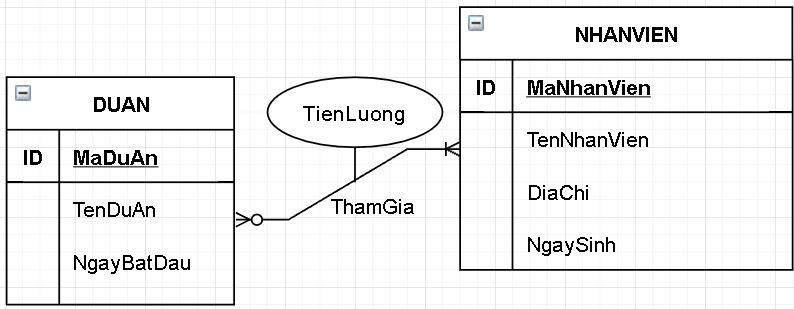 DUAN
ID MaDuAn
TenDuAn
NgayBatDau
TienLuong
ThamGia
NHANVIEN
ID MaNhanVien
TenNhanVien
DiaChi
NgaySinh